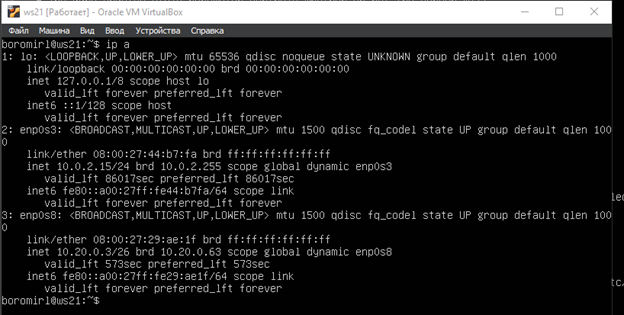 ws21 [Работает] - Oracle VM VirtualBox
Файл Машина Вид Ввод Устройства Справка
boromirl@ws21:~$ ip a
1: lo: <LOOPBACK,UP,LOWER_UP> mtu 65536 qdisc noqueue state UNKNOWN group default qlen 1000
    link/loopback 00:00:00:00:00:00 brd 00:00:00:00:00:00
    inet 127.0.0.1/8 scope host lo
       valid_lft forever preferred_lft forever
    inet6 ::1/128 scope host
       valid_lft forever preferred_lft forever
2: enp0s3: <BROADCAST,MULTICAST,UP,LOWER_UP> mtu 1500 qdisc fq_codel state UP group default qlen 100
0
    link/ether 08:00:27:44:b7:fa brd ff:ff:ff:ff:ff:ff
    inet 10.0.2.15/24 brd 10.0.2.255 scope global dynamic enp0s3
       valid_lft 86017sec preferred_lft 86017sec
    inet6 fe80::a00:27ff:fe44:b7fa/64 scope link
       valid_lft forever preferred_lft forever
3: enp0s8: <BROADCAST,MULTICAST,UP,LOWER_UP> mtu 1500 qdisc fq_codel state UP group default qlen 100
0
    link/ether 08:00:27:29:ae:1f brd ff:ff:ff:ff:ff:ff
    inet 10.20.0.3/26 brd 10.20.0.63 scope global dynamic enp0s8
       valid_lft 573sec preferred_lft 573sec
    inet6 fe80::a00:27ff:fe29:ae1f/64 scope link
       valid_lft forever preferred_lft forever
boromirl@ws21:~$